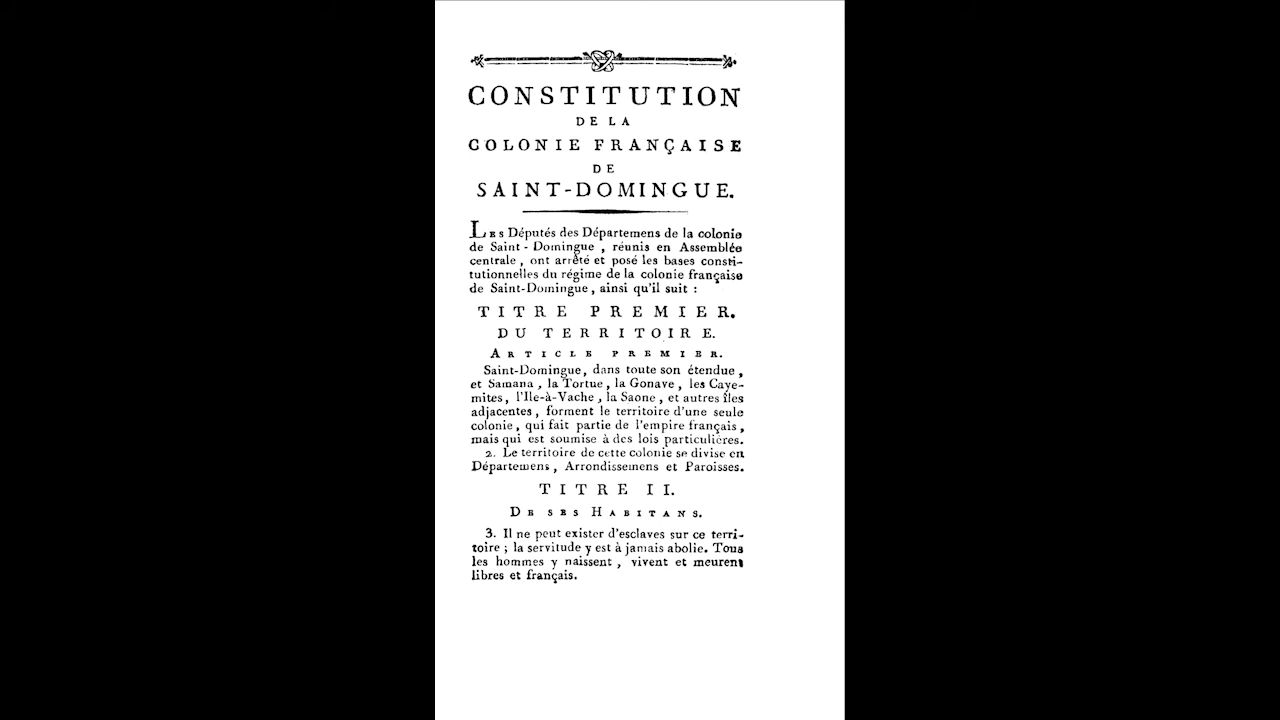 CONSTITUTION
DE LA
COLONIE FRANÇAISE
DE
SAINT-DOMINGUE.
LES Députés des Départemens de la colonie
de Saint-Domingue, réunis en Assemblée
centrale, ont arrêté et posé les bases consti-
tutionnelles du régime de la colonie française
de Saint-Domingue, ainsi qu'il suit :
TITRE PREMIER.
DU TERRITOIRE.
ARTICLE PREMIER.
Saint-Domingue, dans toute son étendue,
et Samana, la Tortue, la Gonave, les Caye-
mites, l'Ile-à-Vache, la Saone, et autres îles
adjacentes, forment le territoire d'une seule
colonie, qui fait partie de l'empire français,
mais qui est soumise à des lois particulières.
2. Le territoire de cette colonie se divise en
Départemens, Arrondissemens et Paroisses.
TITRE II.
DE SES HABITANS.
3. Il ne peut exister d'esclaves sur ce terri-
toire ; la servitude y est à jamais abolie. Tous
les hommes y naissent, vivent et meurent
libres et français.